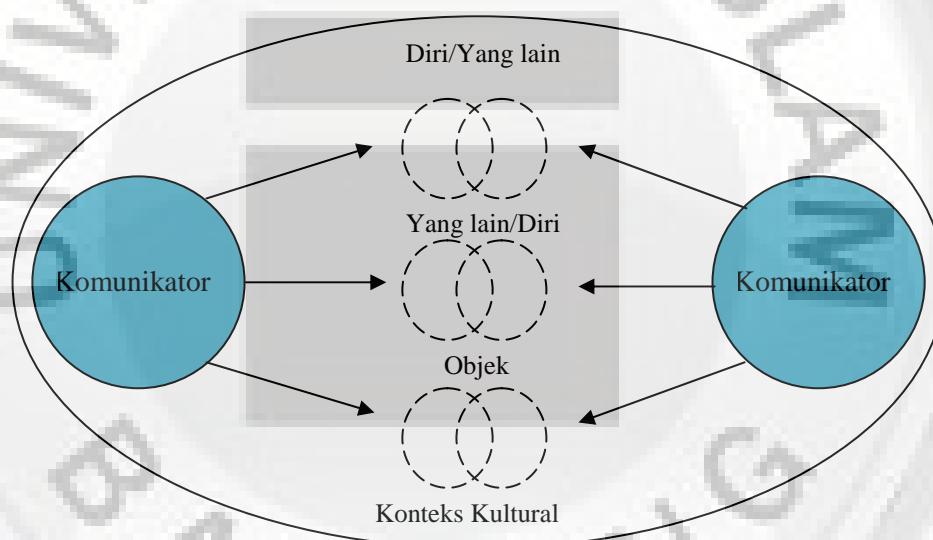 Diri/Yang lain
Yang lain/Diri
Komunikator
Komunikator
Objek
Konteks Kultural